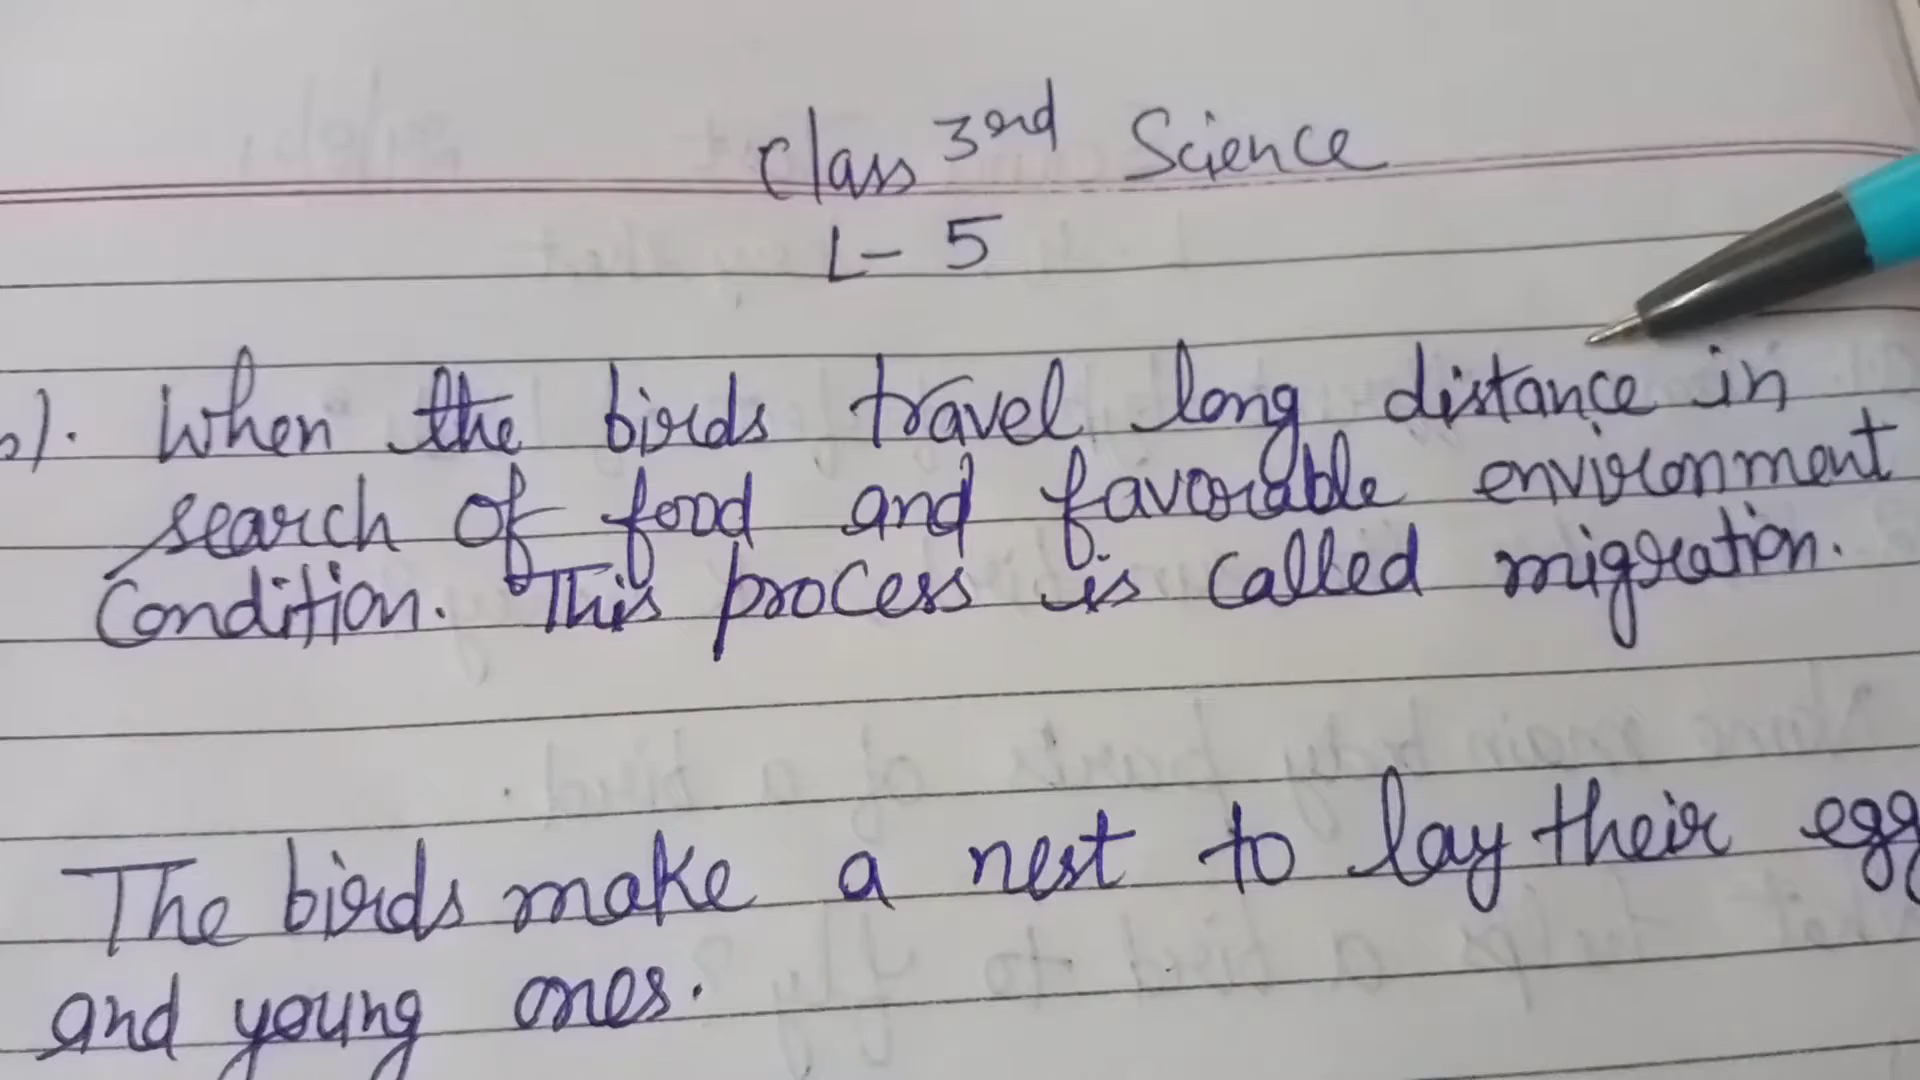 Class 3rd Science
L- 5
b). When the birds travel long distance in
search of food and favorable environment
Condition. This process is called migration.
The birds make a nest to lay their egg
and young ones.